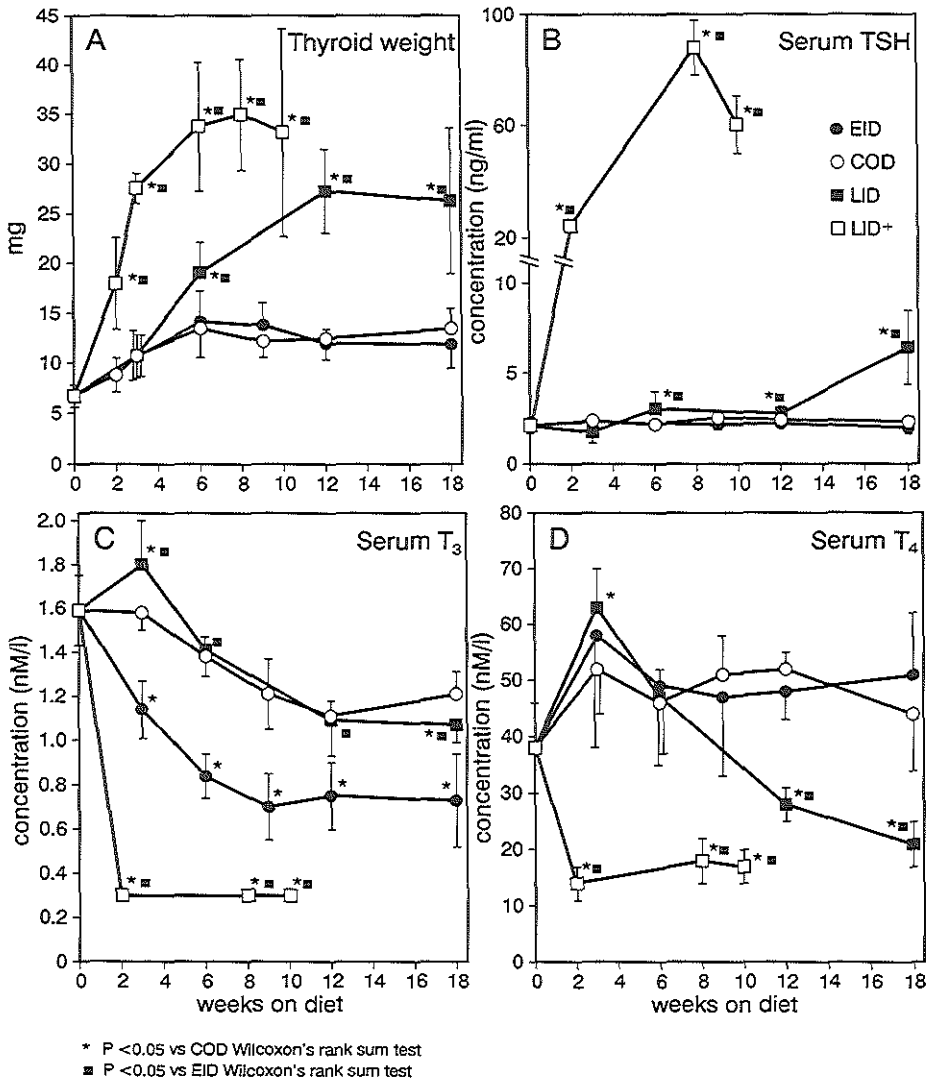 A Thyroid weight
45
40
35
30
25
20
15
10
5
0
mg
0 2 4 6 8 10 12 14 16 18
B Serum TSH
100
60
20
10
5
0
concentration (ng/ml)
EID
COD
LID
LID+
0 2 4 6 8 10 12 14 16 18
C Serum T3
2.0
1.8
1.6
1.4
1.2
1.0
0.8
0.6
0.4
0.2
0
concentration (nM/l)
0 2 4 6 8 10 12 14 16 18
weeks on diet
D Serum T4
80
70
60
50
40
30
20
10
0
concentration (nM/l)
0 2 4 6 8 10 12 14 16 18
weeks on diet
* P <0.05 vs COD Wilcoxon's rank sum test
■ P <0.05 vs EID Wilcoxon's rank sum test